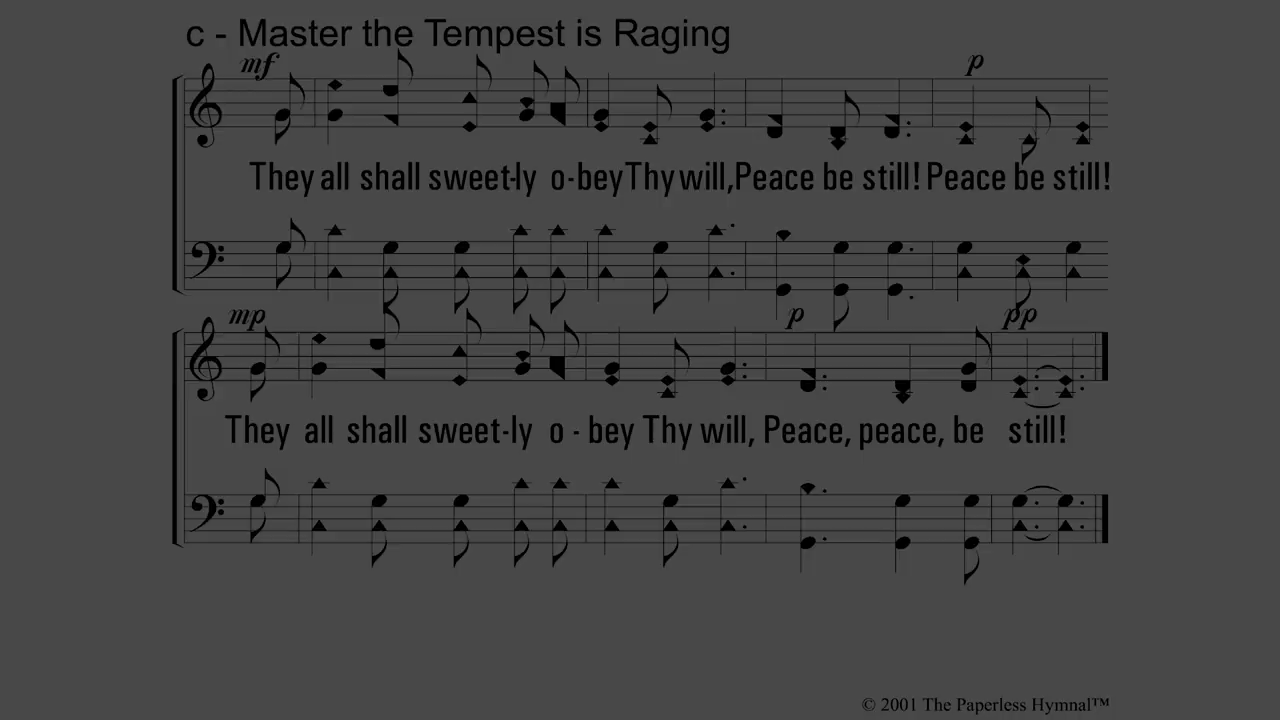 c - Master the Tempest is Raging
mf
p
They all shall sweet-ly o-bey Thy will, Peace be still! Peace be still!
mp
p
pp
They all shall sweet-ly o - bey Thy will, Peace, peace, be still!
© 2001 The Paperless Hymnal™